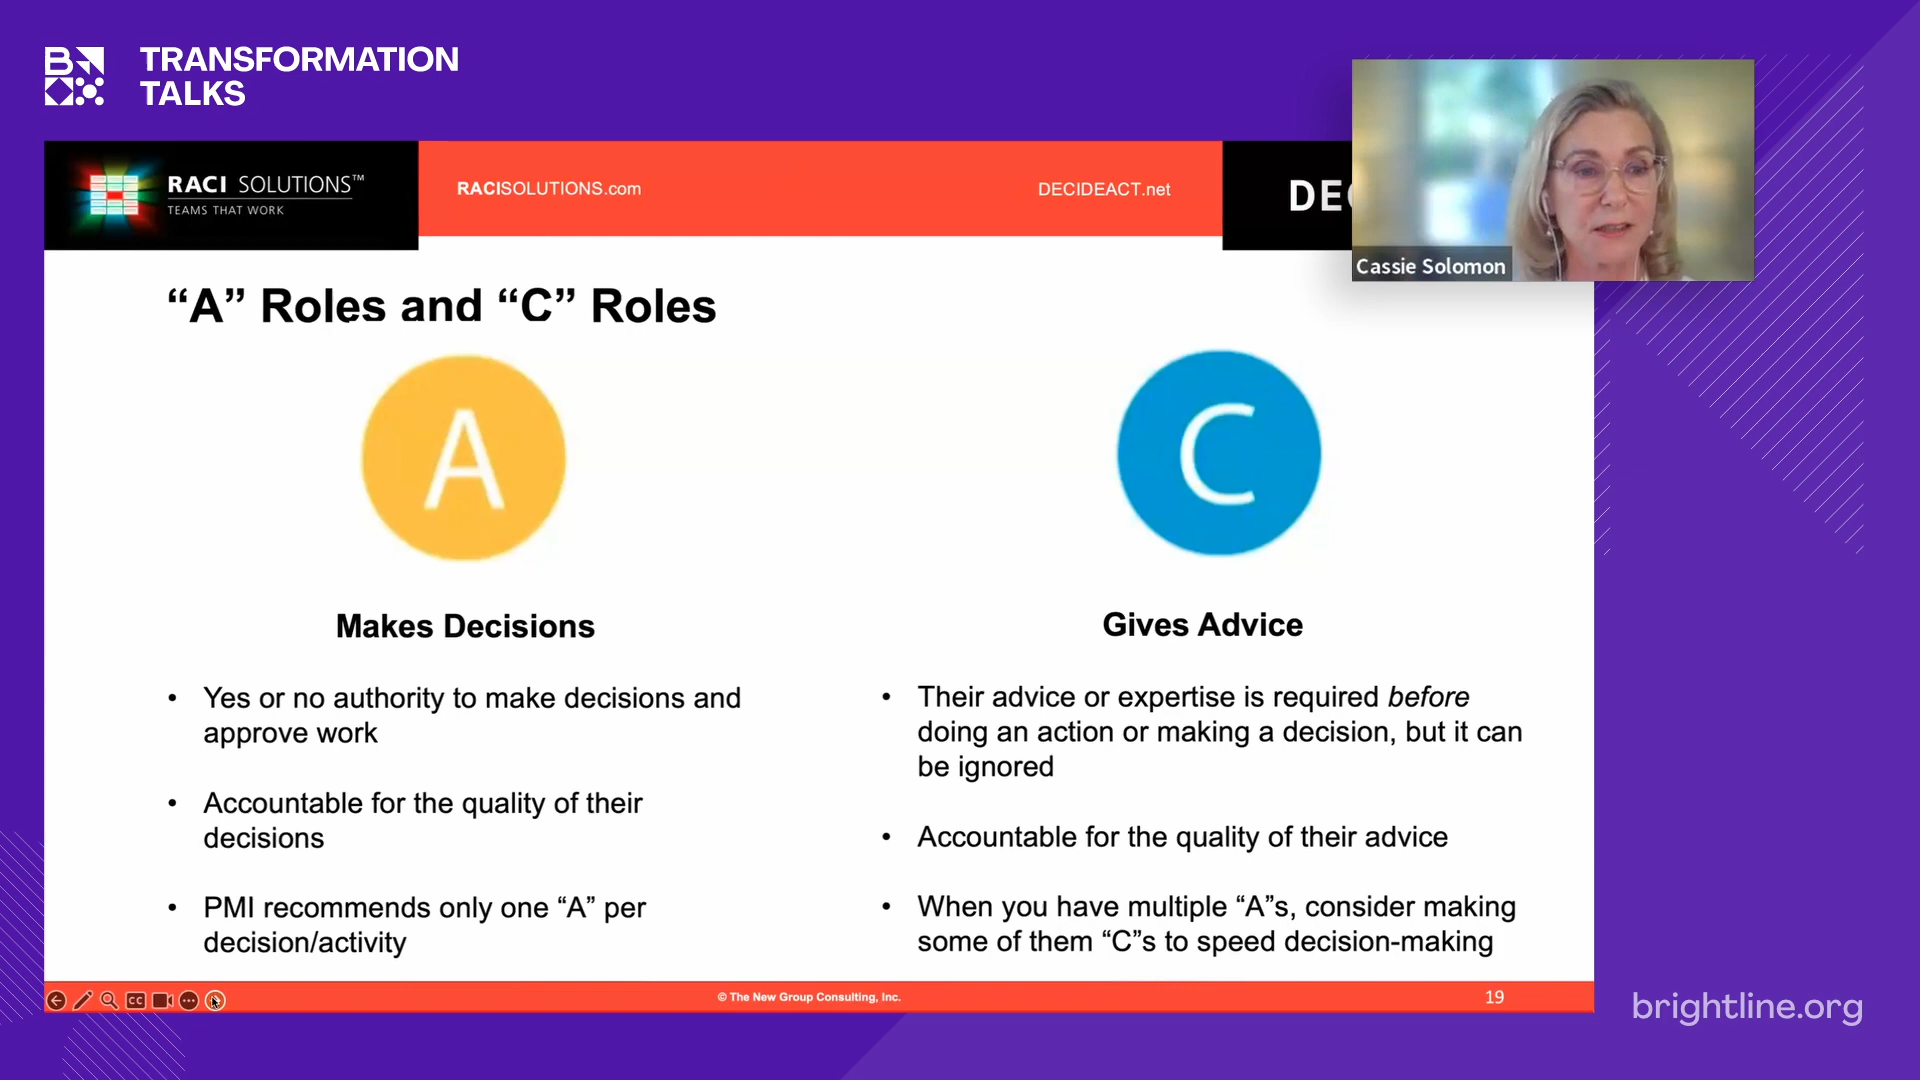 TRANSFORMATION
TALKS
RACI SOLUTIONS™
TEAMS THAT WORK
RACISOLUTIONS.com
DECIDEACT.net
Cassie Solomon
“A” Roles and “C” Roles
A
Makes Decisions
• Yes or no authority to make decisions and
approve work
• Accountable for the quality of their
decisions
• PMI recommends only one “A” per
decision/activity
C
Gives Advice
• Their advice or expertise is required before
doing an action or making a decision, but it can
be ignored
• Accountable for the quality of their advice
• When you have multiple “A”s, consider making
some of them “C”s to speed decision-making
CC
© The New Group Consulting, Inc.
19
brightline.org